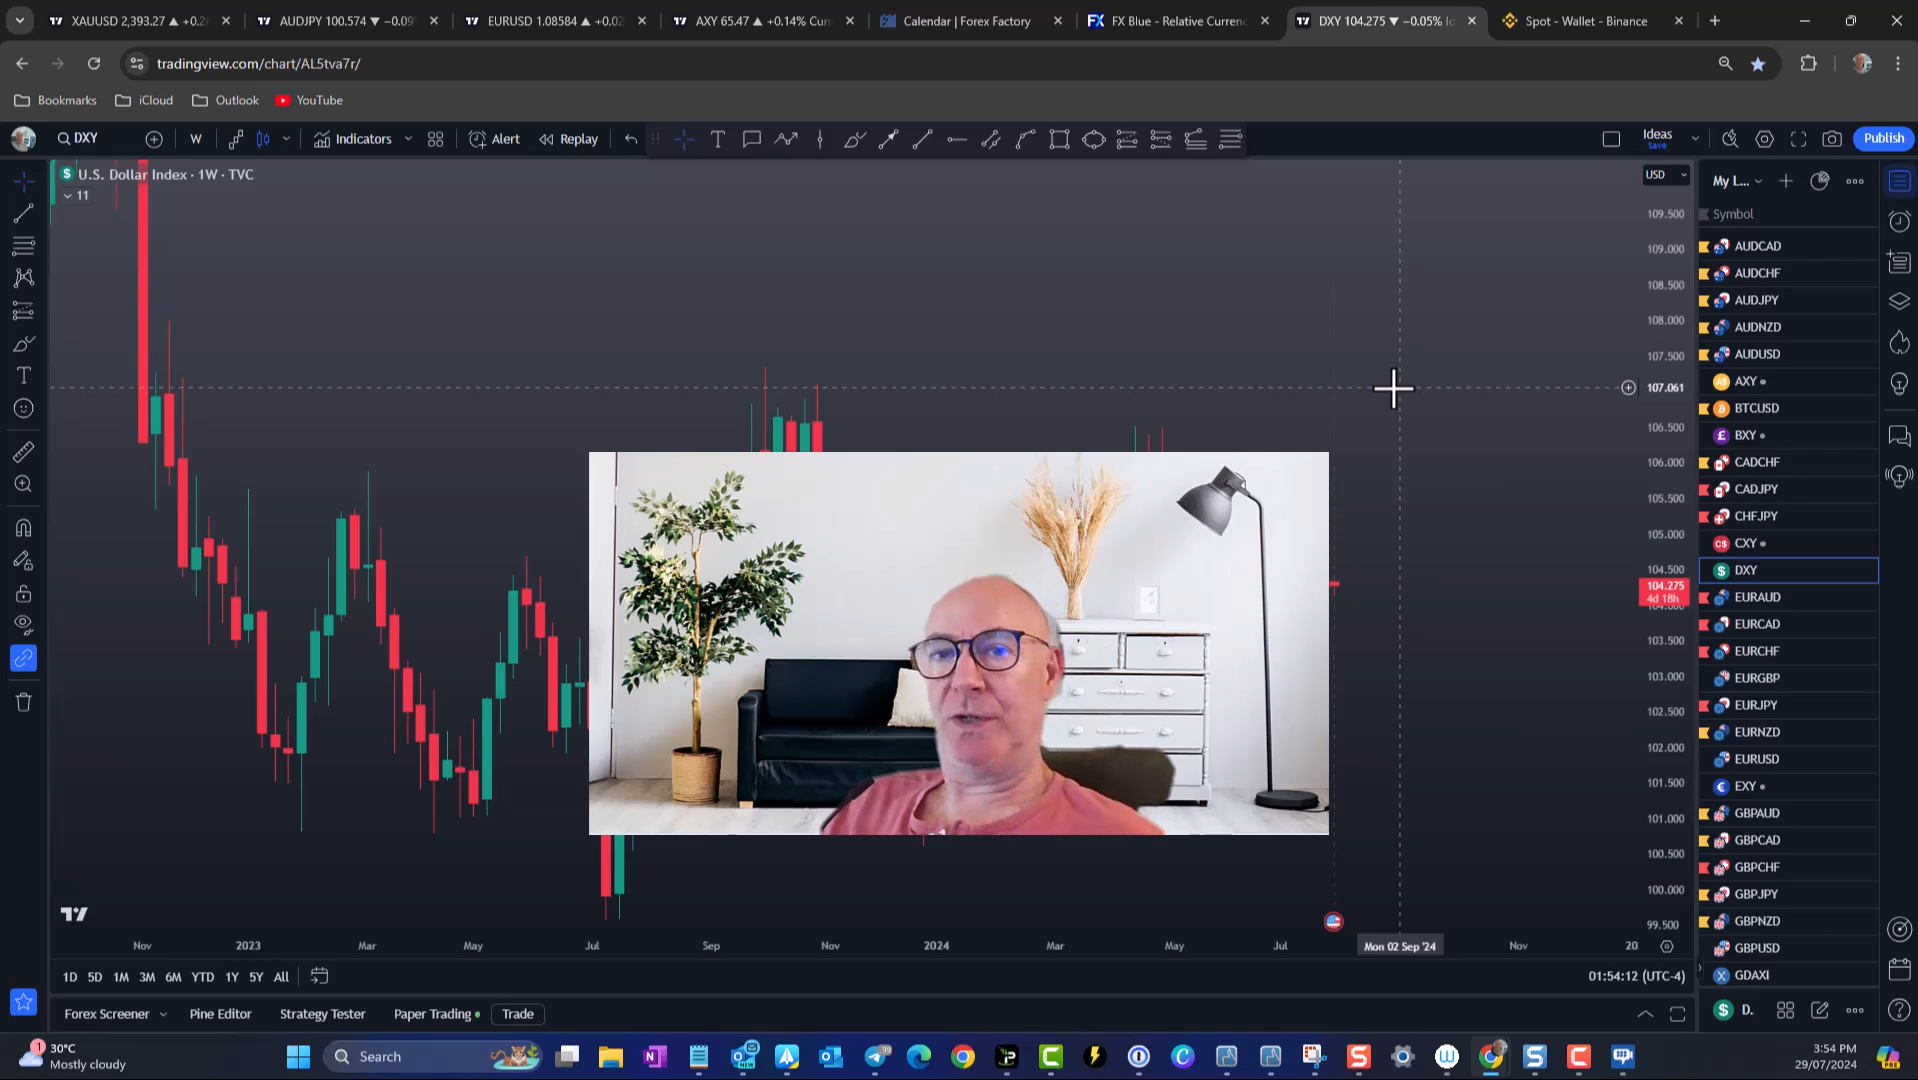 XAUUSD 2,393.27 ▲ +0.2
AUDJPY 100.574 ▼ −0.09
EURUSD 1.08584 ▲ +0.02
AXY 65.47 ▲ +0.14% Cur
Calendar | Forex Factory
FX Blue - Relative Curren
DXY 104.275 ▼ −0.05% Id
Spot - Wallet - Binance
tradingview.com/chart/AL5tva7r/
Bookmarks
iCloud
Outlook
YouTube
DXY
W
Indicators
Alert
Replay
Ideas
Save
Publish
U.S. Dollar Index · 1W · TVC
11
USD
109.500
109.000
108.500
108.000
107.500
107.061
106.500
106.000
105.500
105.000
104.500
104.275
4d 18h
104.000
103.500
103.000
102.500
102.000
101.500
101.000
100.500
100.000
99.500
Nov
2023
Mar
May
Jul
Sep
Nov
2024
Mar
May
Jul
Mon 02 Sep '24
Nov
20
1D 5D 1M 3M 6M YTD 1Y 5Y All
01:54:12 (UTC-4)
Forex Screener
Pine Editor
Strategy Tester
Paper Trading
Trade
My L...
Symbol
AUDCAD
AUDCHF
AUDJPY
AUDNZD
AUDUSD
AXY
BTCUSD
BXY
CADCHF
CADJPY
CHFJPY
CXY
DXY
EURAUD
EURCAD
EURCHF
EURGBP
EURJPY
EURNZD
EURUSD
EXY
GBPAUD
GBPCAD
GBPCHF
GBPJPY
GBPNZD
GBPUSD
GDAXI
D.
1
30°C
Mostly cloudy
Search
NEW
99
3:54 PM
29/07/2024
PRE